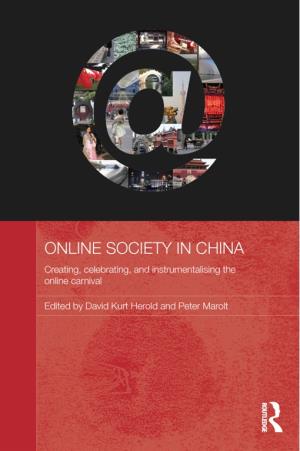 @
ONLINE SOCIETY IN CHINA
Creating, celebrating, and instrumentalising the
online carnival
Edited by David Kurt Herold and Peter Marolt
ROUTLEDGE